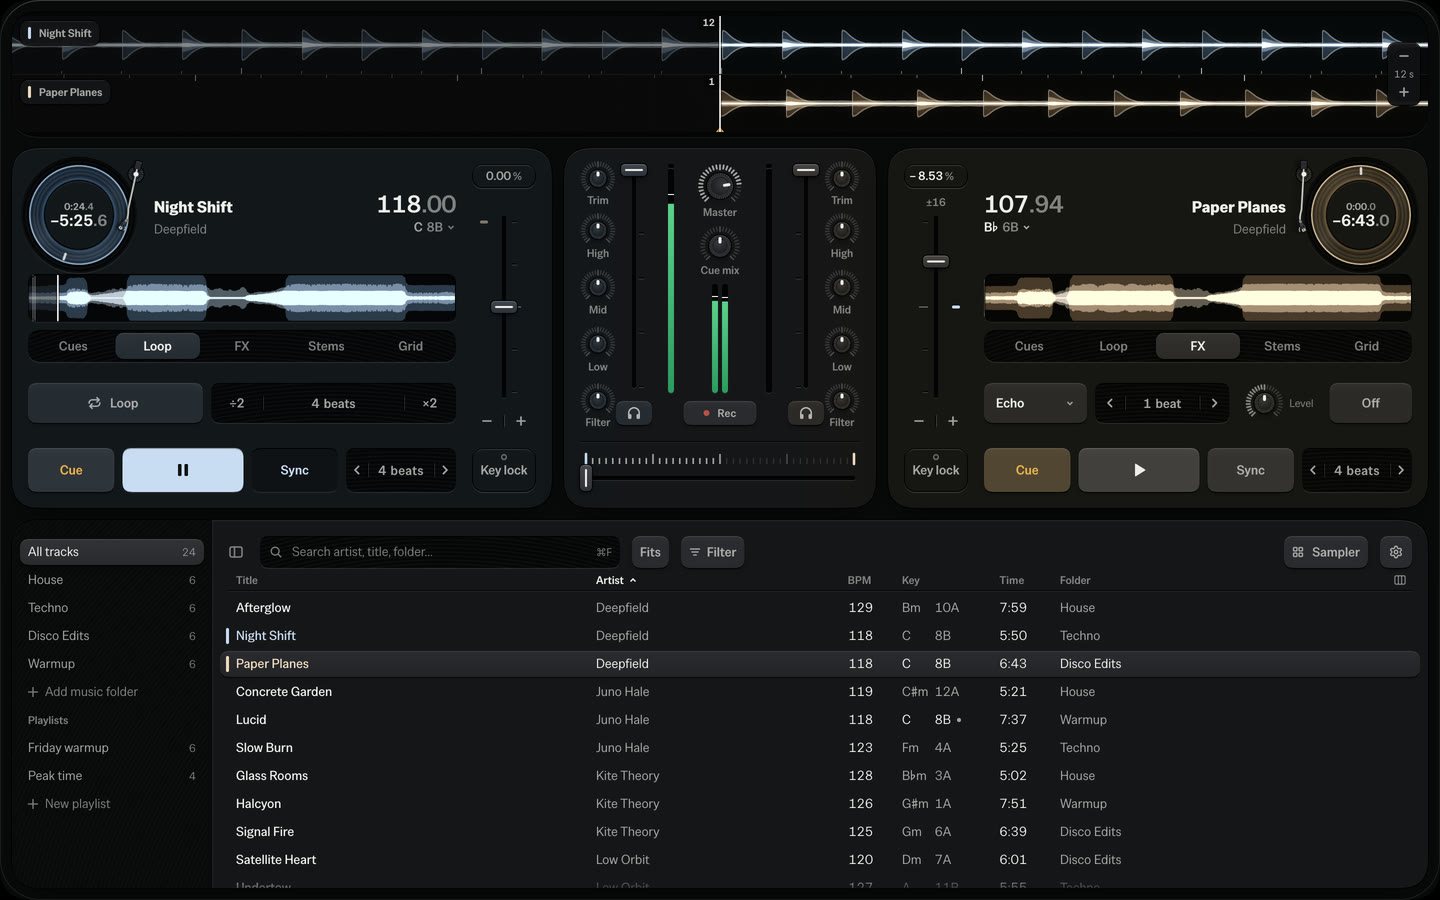 Night Shift
12
12 s
1
Paper Planes
0:24.4
−5:25.6
Night Shift
Deepfield
118.00
C 8B
0.00 %
Cues Loop FX Stems Grid
Loop
÷2 4 beats ×2
Cue
Sync
4 beats
Key lock
Trim
High
Mid
Low
Filter
Master
Cue mix
Rec
Trim
High
Mid
Low
Filter
−8.53 %
±16
107.94
B♭ 6B
Paper Planes
Deepfield
0:00.0
−6:43.0
Cues Loop FX Stems Grid
Echo
1 beat
Level
Off
Key lock
Cue
Sync
4 beats
All tracks 24
House 6
Techno 6
Disco Edits 6
Warmup 6
+ Add music folder
Playlists
Friday warmup 6
Peak time 4
+ New playlist
Search artist, title, folder... ⌘F
Fits
Filter
Sampler
Title Artist BPM Key Time Folder
Afterglow Deepfield 129 Bm 10A 7:59 House
Night Shift Deepfield 118 C 8B 5:50 Techno
Paper Planes Deepfield 118 C 8B 6:43 Disco Edits
Concrete Garden Juno Hale 119 C♯m 12A 5:21 House
Lucid Juno Hale 118 C 8B • 7:37 Warmup
Slow Burn Juno Hale 123 Fm 4A 5:25 Techno
Glass Rooms Kite Theory 128 B♭m 3A 5:02 House
Halcyon Kite Theory 126 G♯m 1A 7:51 Warmup
Signal Fire Kite Theory 125 Gm 6A 6:39 Disco Edits
Satellite Heart Low Orbit 120 Dm 7A 6:01 Disco Edits
Undertow Low Orbit 127 A 11B 5:55 Techno